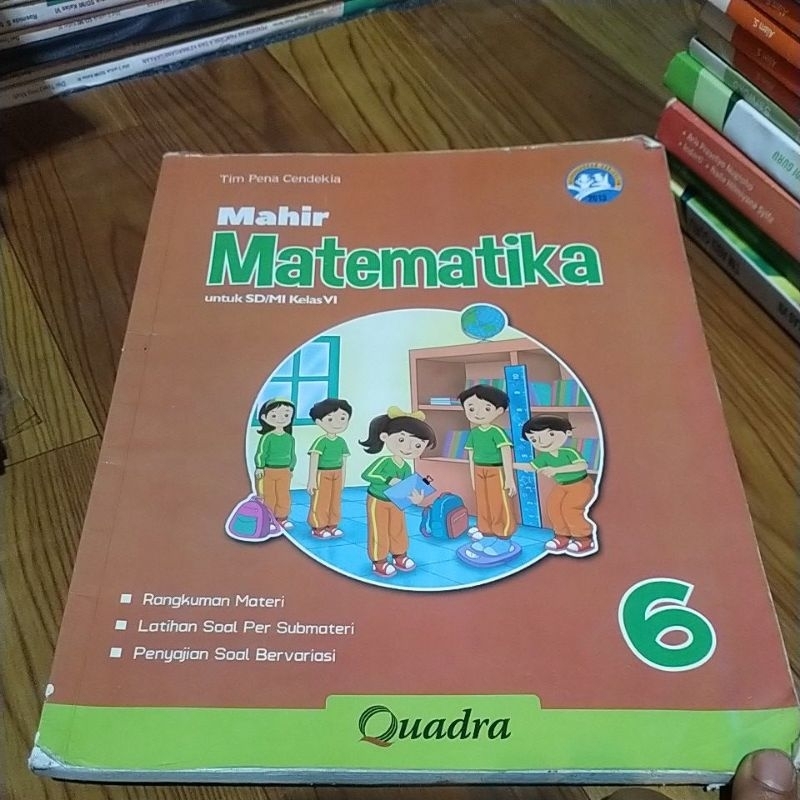 Tim Pena Cendekia
2013
Mahir
Matematika
untuk SD/MI Kelas VI
Rangkuman Materi
Latihan Soal Per Submateri
Penyajian Soal Bervariasi
6
Quadra